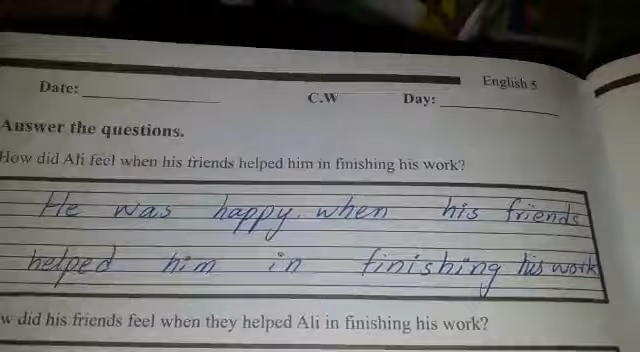 English 5
Date:
C.W
Day:
Answer the questions.
How did Ali feel when his friends helped him in finishing his work?
He was happy. when his friends
helped him in finishing his work
w did his friends feel when they helped Ali in finishing his work?